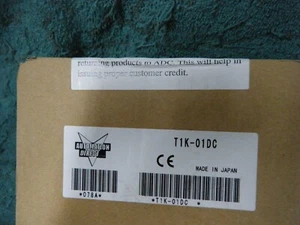 returning products to ADC. This will help in
issuing proper customer credit.
T1K-01DC
AUTOMATION
DIRECT
CE
MADE IN JAPAN
*078A*
*T1K-01DC *